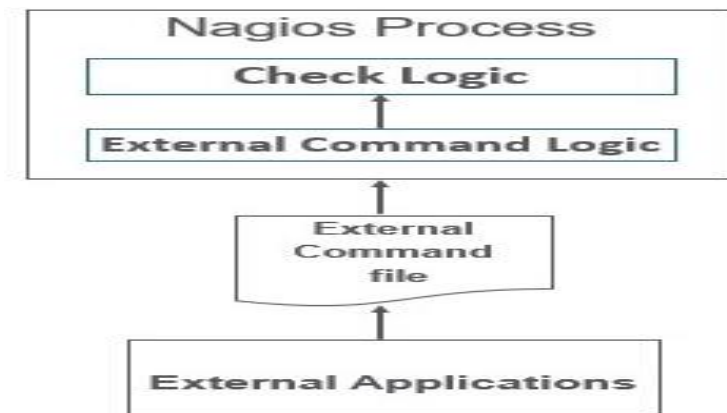 Nagios Process
Check Logic
External Command Logic
External
Command
file
External Applications